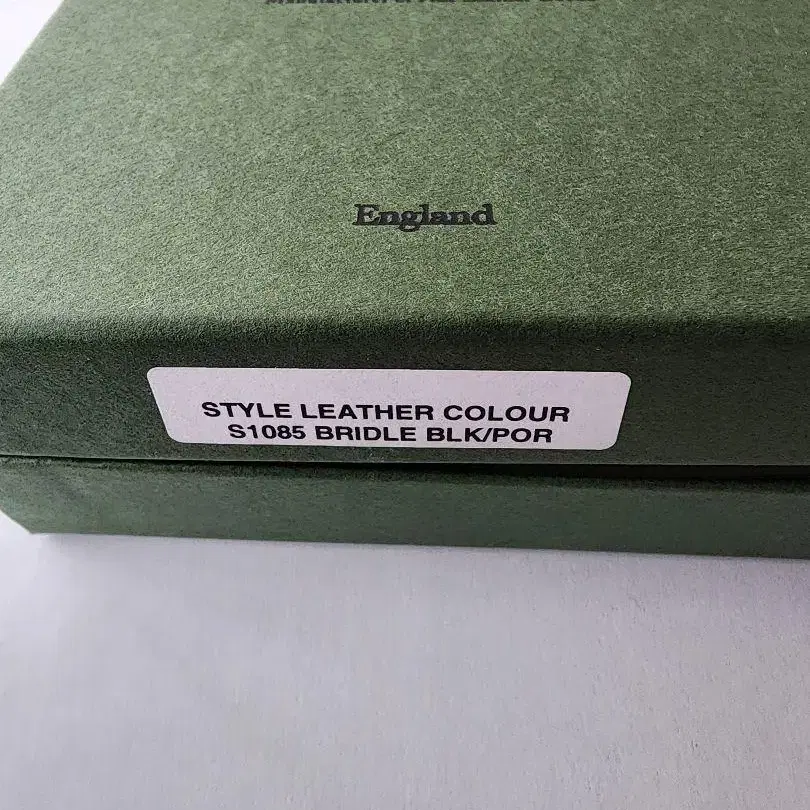 England
STYLE LEATHER COLOUR
S1085 BRIDLE BLK/POR